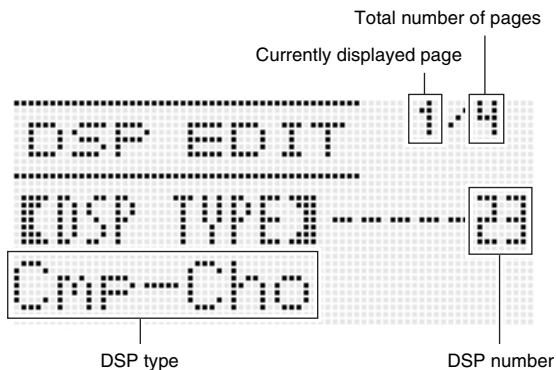 Total number of pages
Currently displayed page
DSP EDIT 1/4
【DSP TYPE】-----23
Cmp-Cho
DSP type
DSP number